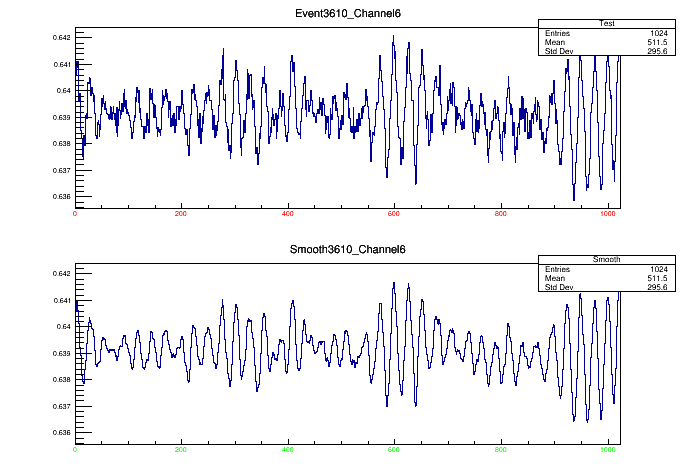 Event3610_Channel6
Test
Entries 1024
Mean 511.5
Std Dev 295.6
0.642
0.641
0.64
0.639
0.638
0.637
0.636
0 200 400 600 800 1000
Smooth3610_Channel6
Smooth
Entries 1024
Mean 511.5
Std Dev 295.6
0.642
0.641
0.64
0.639
0.638
0.637
0.636
0 200 400 600 800 1000